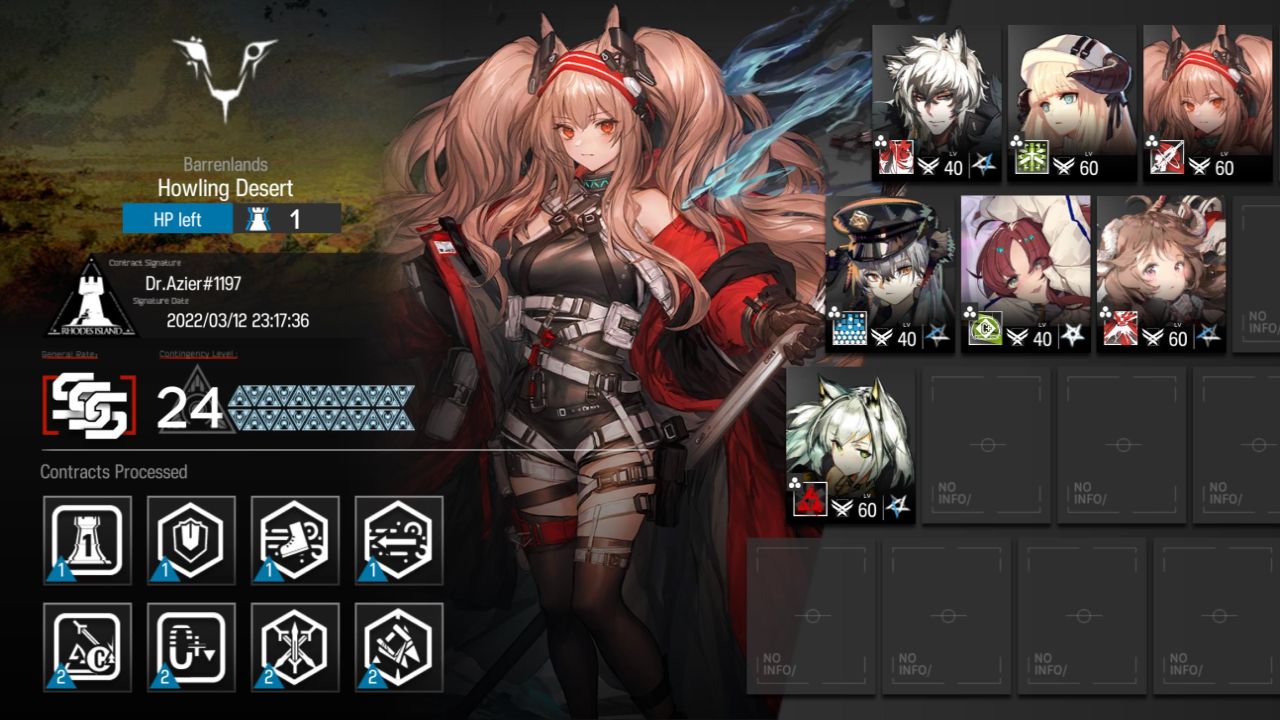 Barrenlands
Howling Desert
HP left 1
Contract Signature
Dr.Azier#1197
Signature Date
2022/03/12 23:17:36
RHODES ISLAND
General Rate:
Contingency Level:
24
Contracts Processed
1
1 1 1 1
2 2 2 2
C
LV 40
LV 60
LV 60
LV 40
LV 40
LV 60
NO INFO/
LV 60
NO INFO/
NO INFO/
NO INFO/
NO INFO/
NO INFO/
NO INFO/
NO INFO/